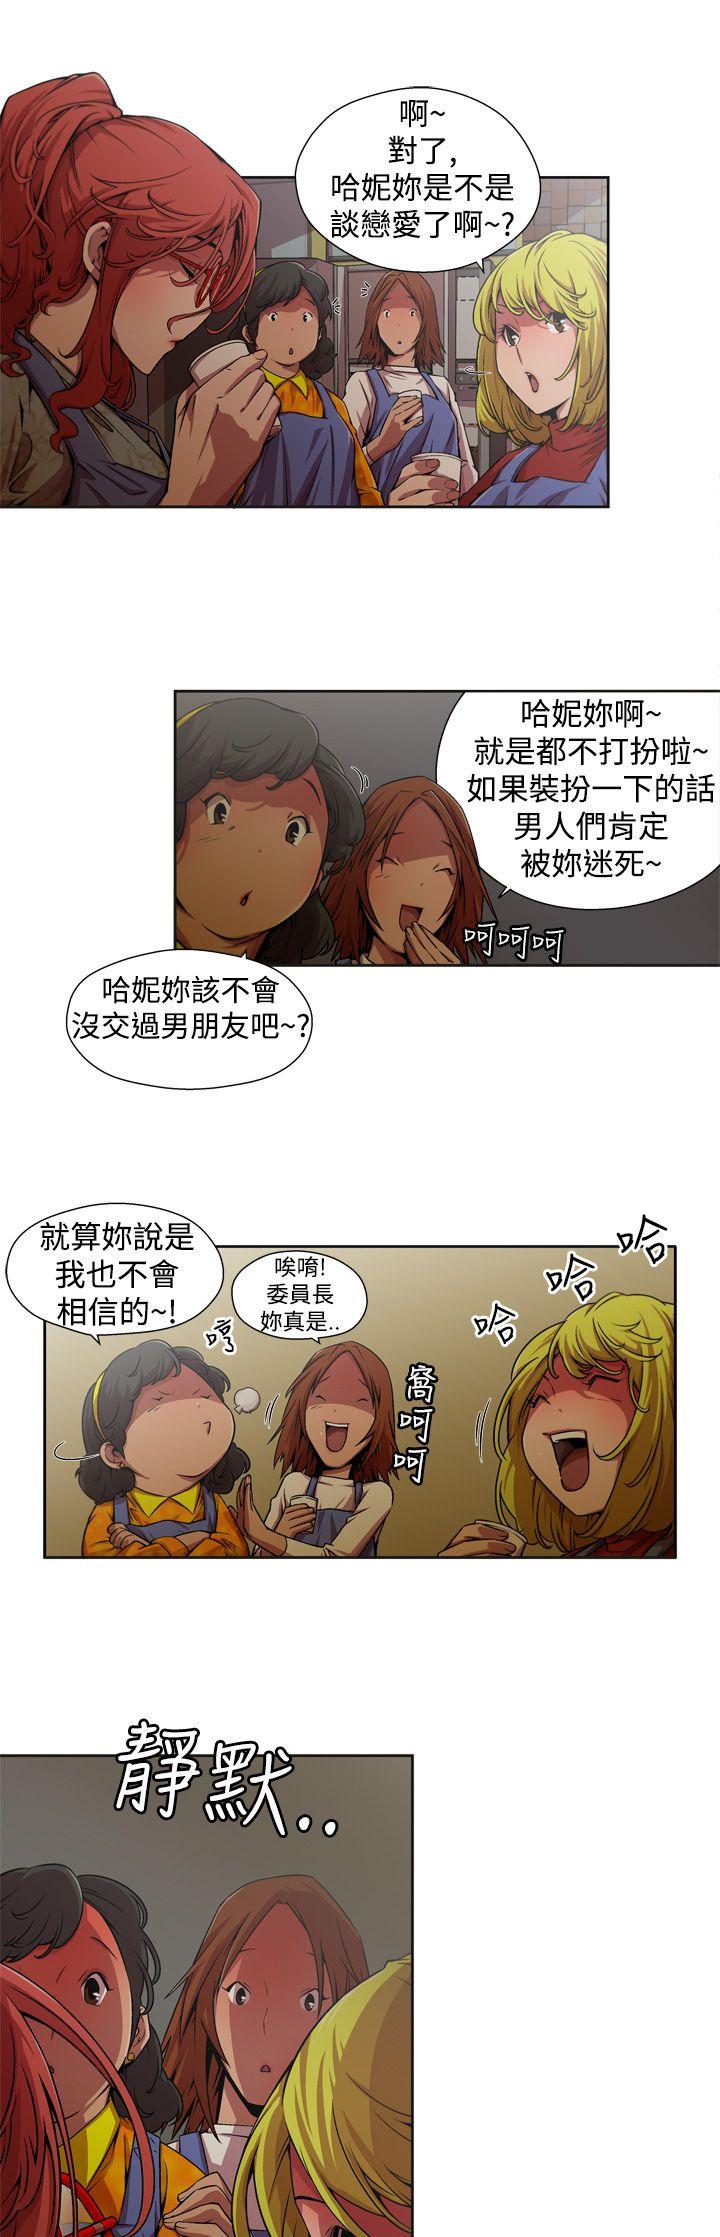 啊~
對了,
哈妮妳是不是
談戀愛了啊~?
哈妮妳啊~
就是都不打扮啦~
如果裝扮一下的話
男人們肯定
被妳迷死~
呵呵呵
哈妮妳該不會
沒交過男朋友吧~?
就算妳說是
我也不會
相信的~!
唉唷!
委員長
妳真是..
哼
窩呵呵
哈哈哈
靜默..